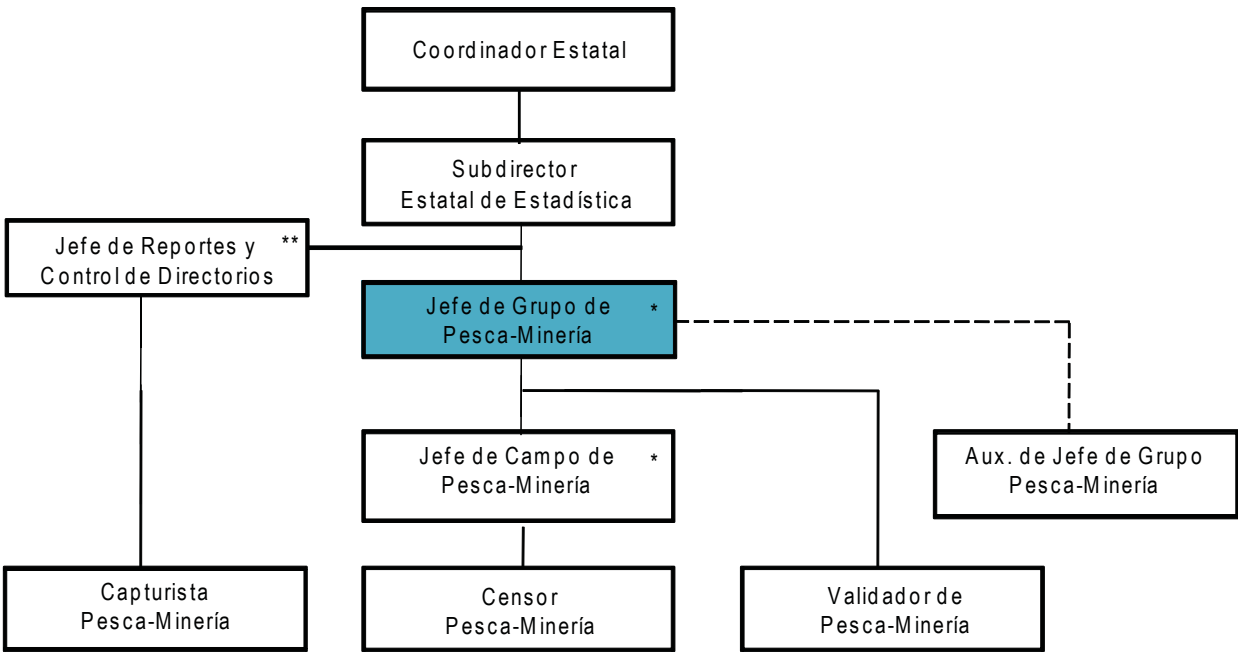 Coordinador Estatal
Subdirector
Estatal de Estadística
Jefe de Reportes y **
Control de Directorios
Jefe de Grupo de *
Pesca-Minería
Jefe de Campo de *
Pesca-Minería
Aux. de Jefe de Grupo
Pesca-Minería
Capturista
Pesca-Minería
Censor
Pesca-Minería
Validador de
Pesca-Minería